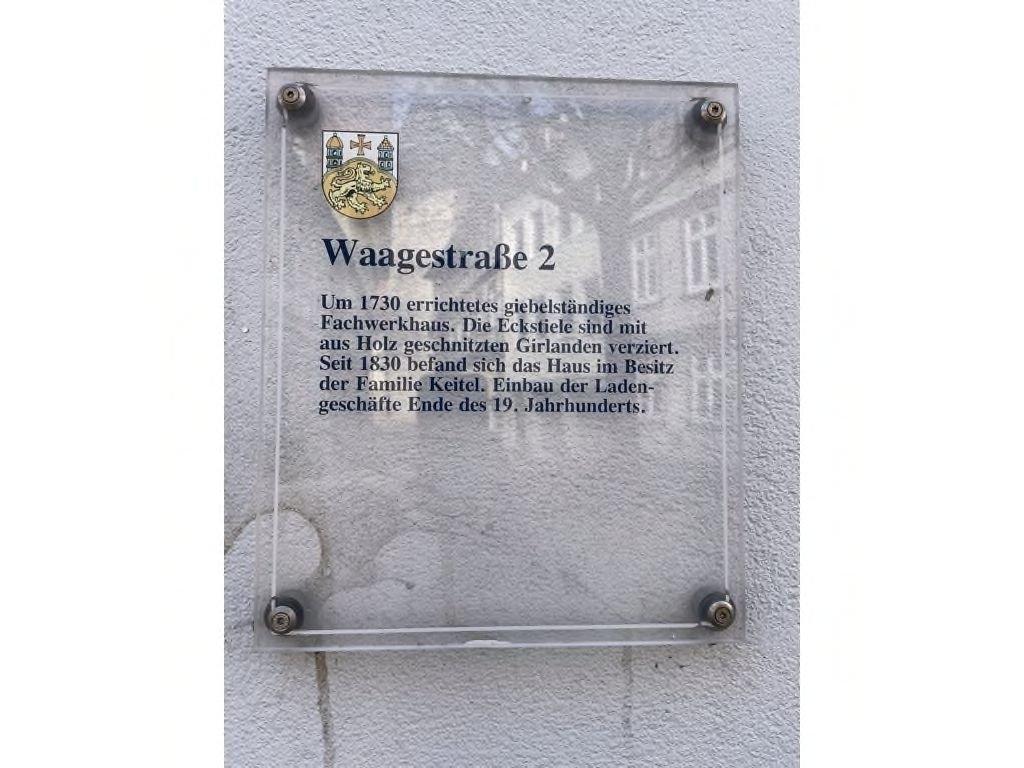 Waagestraße 2
Um 1730 errichtetes giebelständiges
Fachwerkhaus. Die Eckstiele sind mit
aus Holz geschnitzten Girlanden verziert.
Seit 1830 befand sich das Haus im Besitz
der Familie Keitel. Einbau der Laden-
geschäfte Ende des 19. Jahrhunderts.